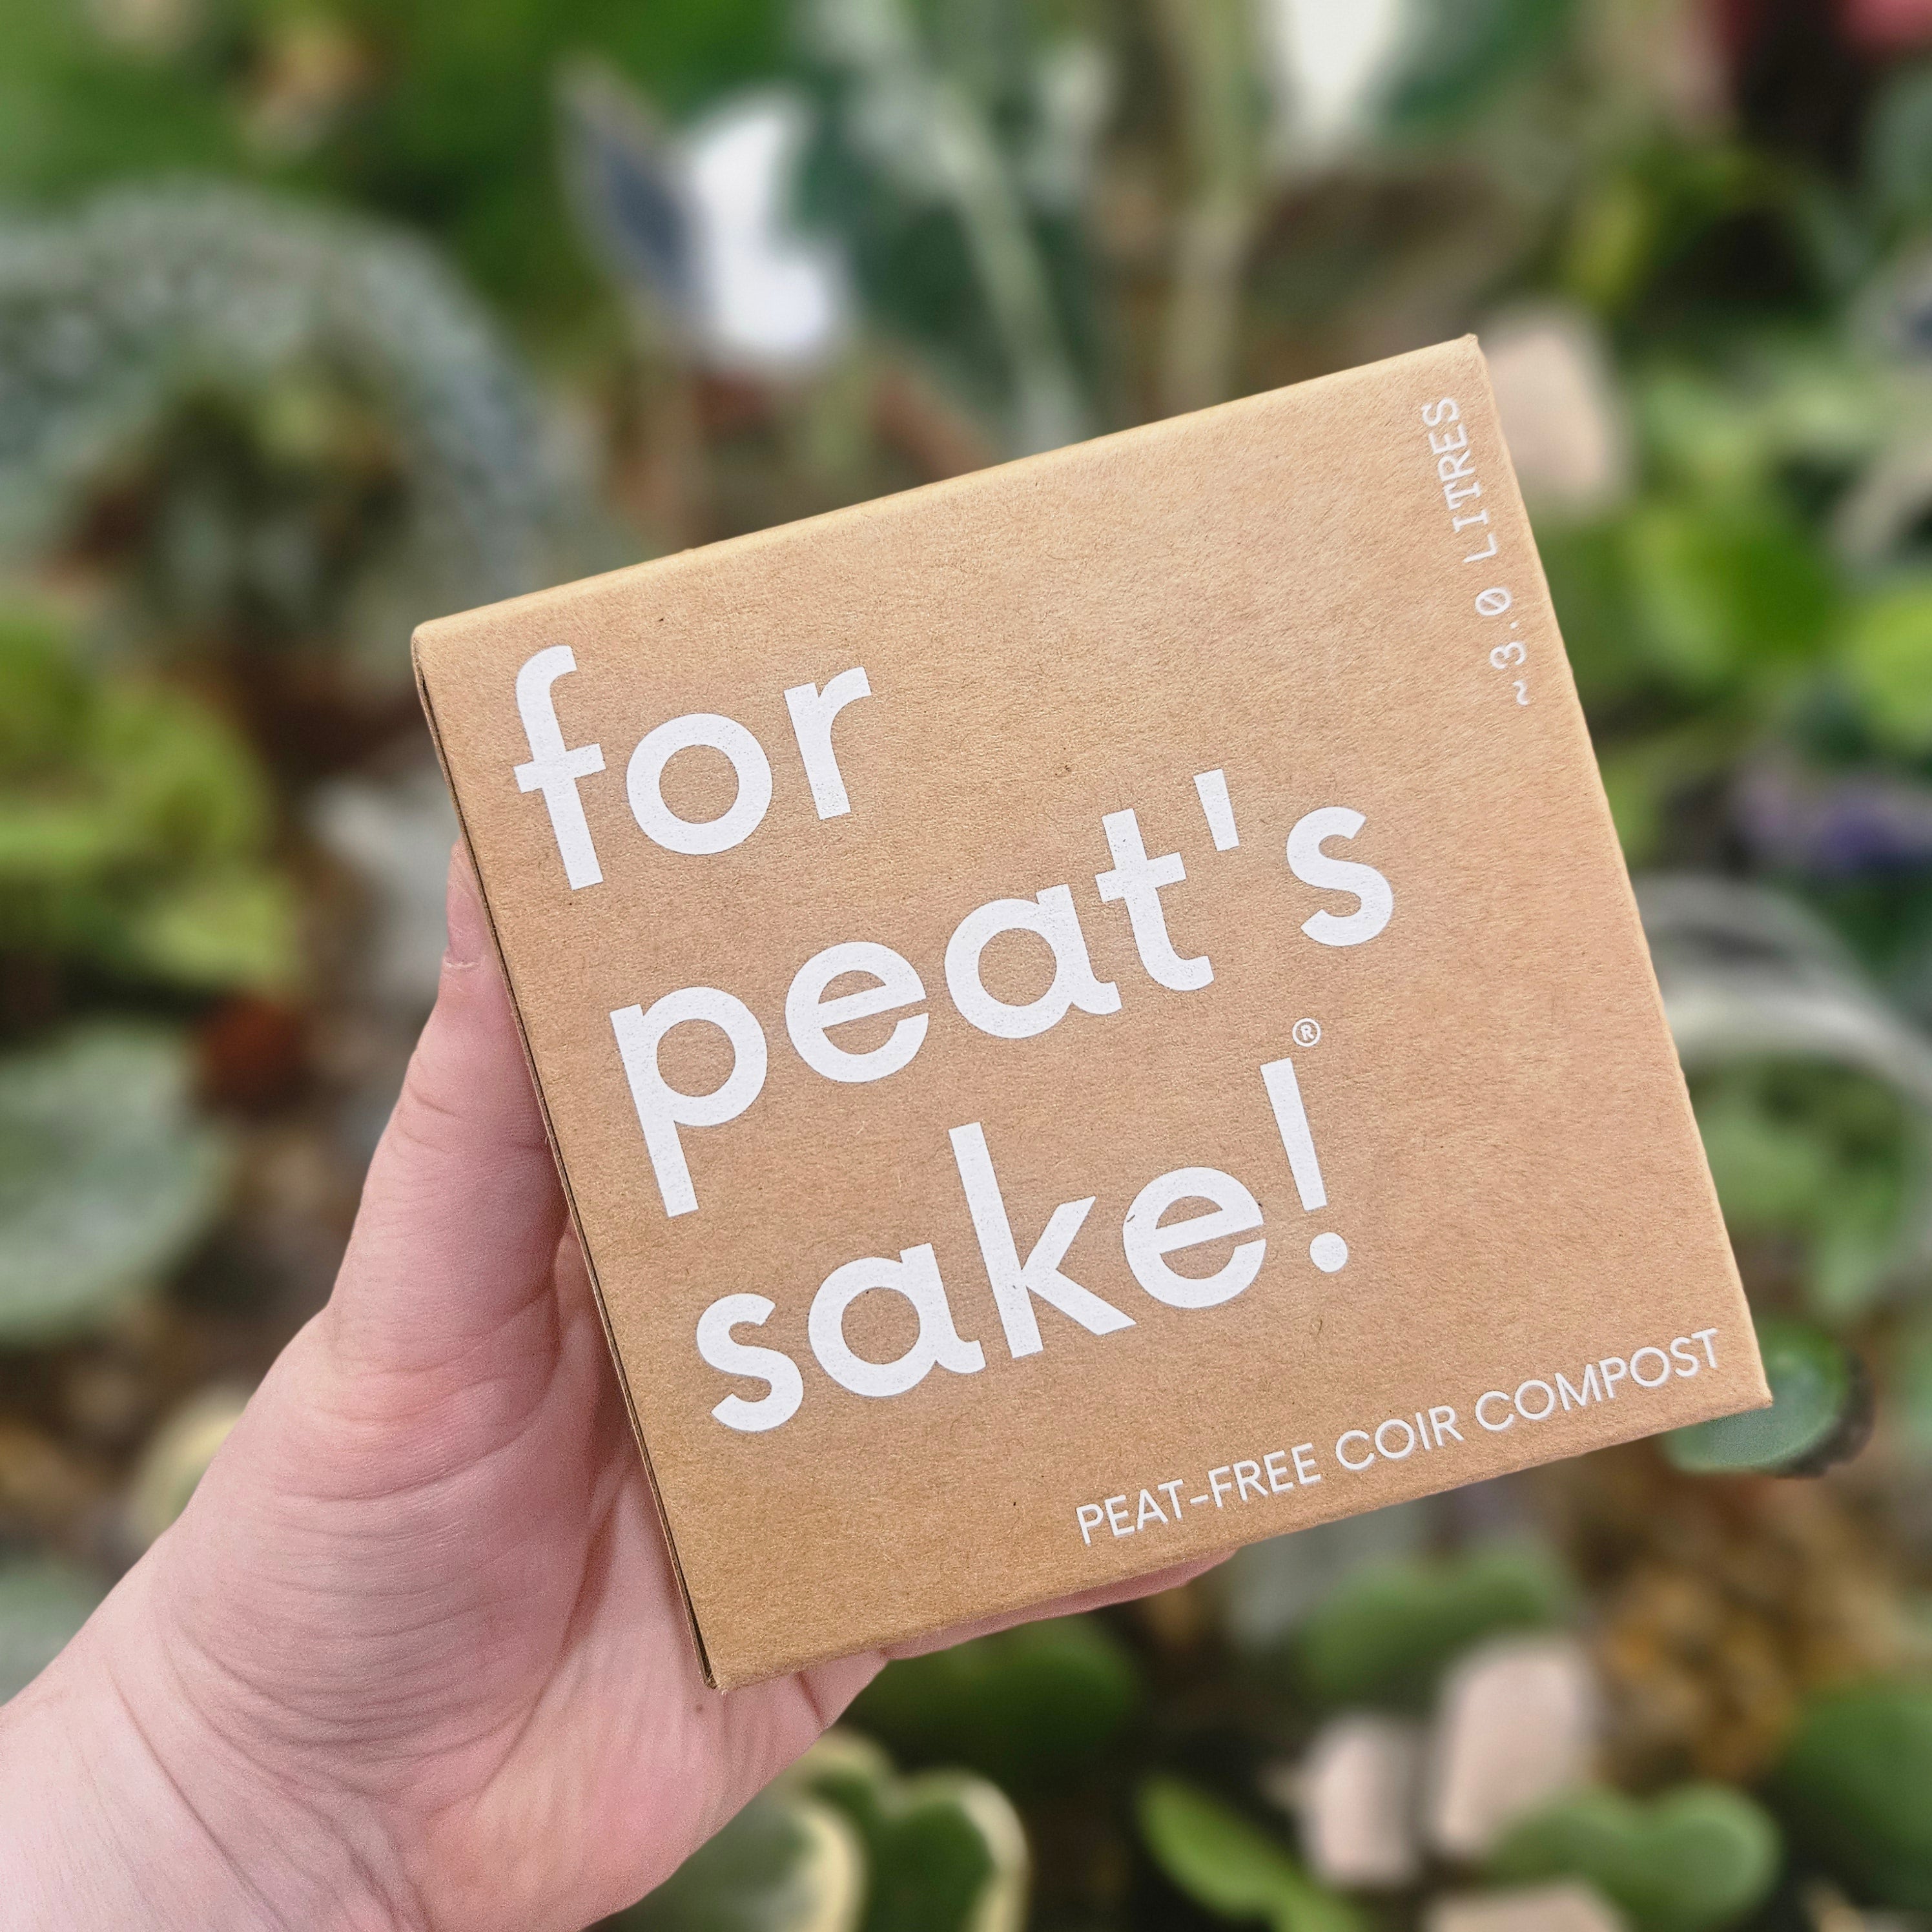 for
peat's
sake!®
~3.0 LITRES
PEAT-FREE COIR COMPOST